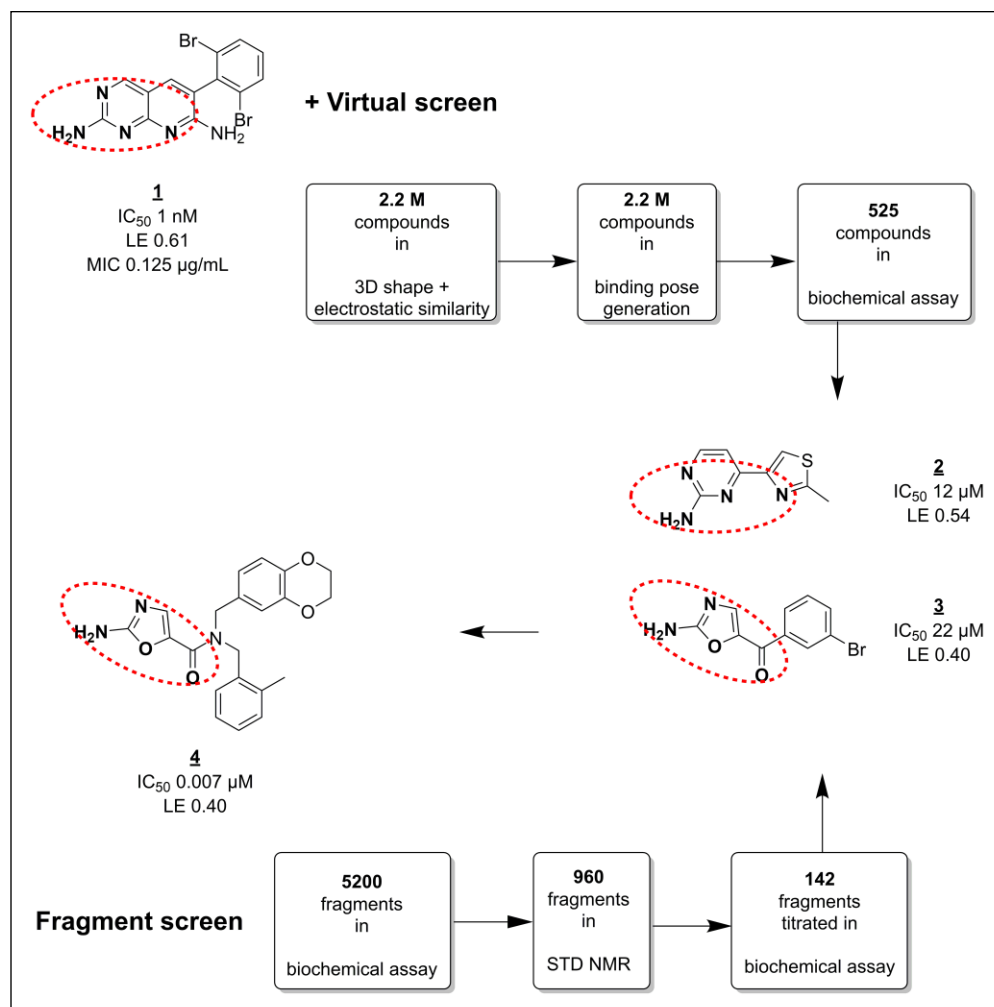 Br
N
H₂N
N
N
NH₂
Br
+ Virtual screen
1
IC₅₀ 1 nM
LE 0.61
MIC 0.125 µg/mL
2.2 M
compounds
in
3D shape +
electrostatic similarity
2.2 M
compounds
in
binding pose
generation
525
compounds
in
biochemical assay
N
N
H₂N
S
N
2
IC₅₀ 12 µM
LE 0.54
N
H₂N
O
O
Br
3
IC₅₀ 22 µM
LE 0.40
O
O
N
H₂N
O
N
O
4
IC₅₀ 0.007 µM
LE 0.40
Fragment screen
5200
fragments
in
biochemical assay
960
fragments
in
STD NMR
142
fragments
titrated in
biochemical assay